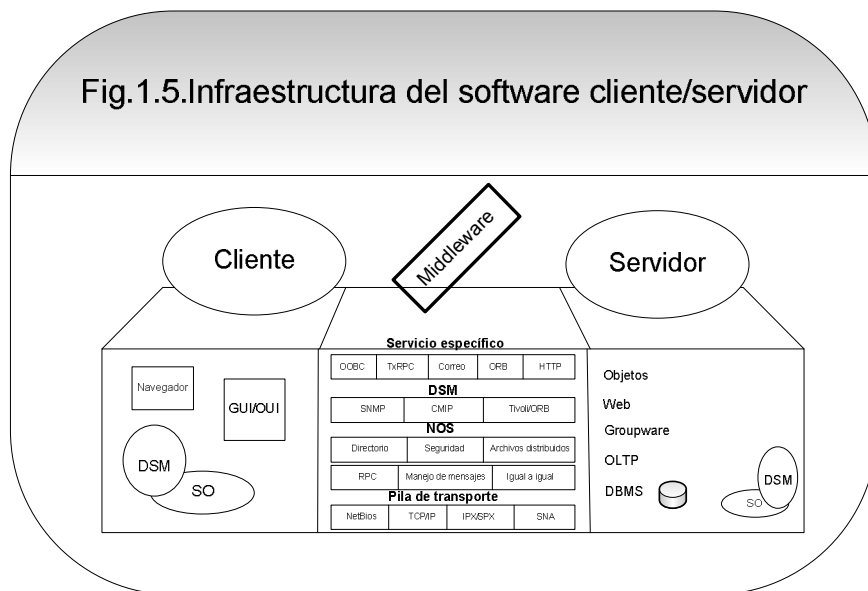 Fig.1.5.Infraestructura del software cliente/servidor
Cliente
Middleware
Servidor
Navegador
GUI/OUI
DSM
SO
Servicio específico
OOBC TxRPC Correo ORB HTTP
DSM
SNMP CMIP Tivoli/ORB
NOS
Directorio Seguridad Archivos distribuidos
RPC Manejo de mensajes Igual a igual
Pila de transporte
NetBios TCP/IP IPX/SPX SNA
Objetos
Web
Groupware
OLTP
DBMS
DSM
SO